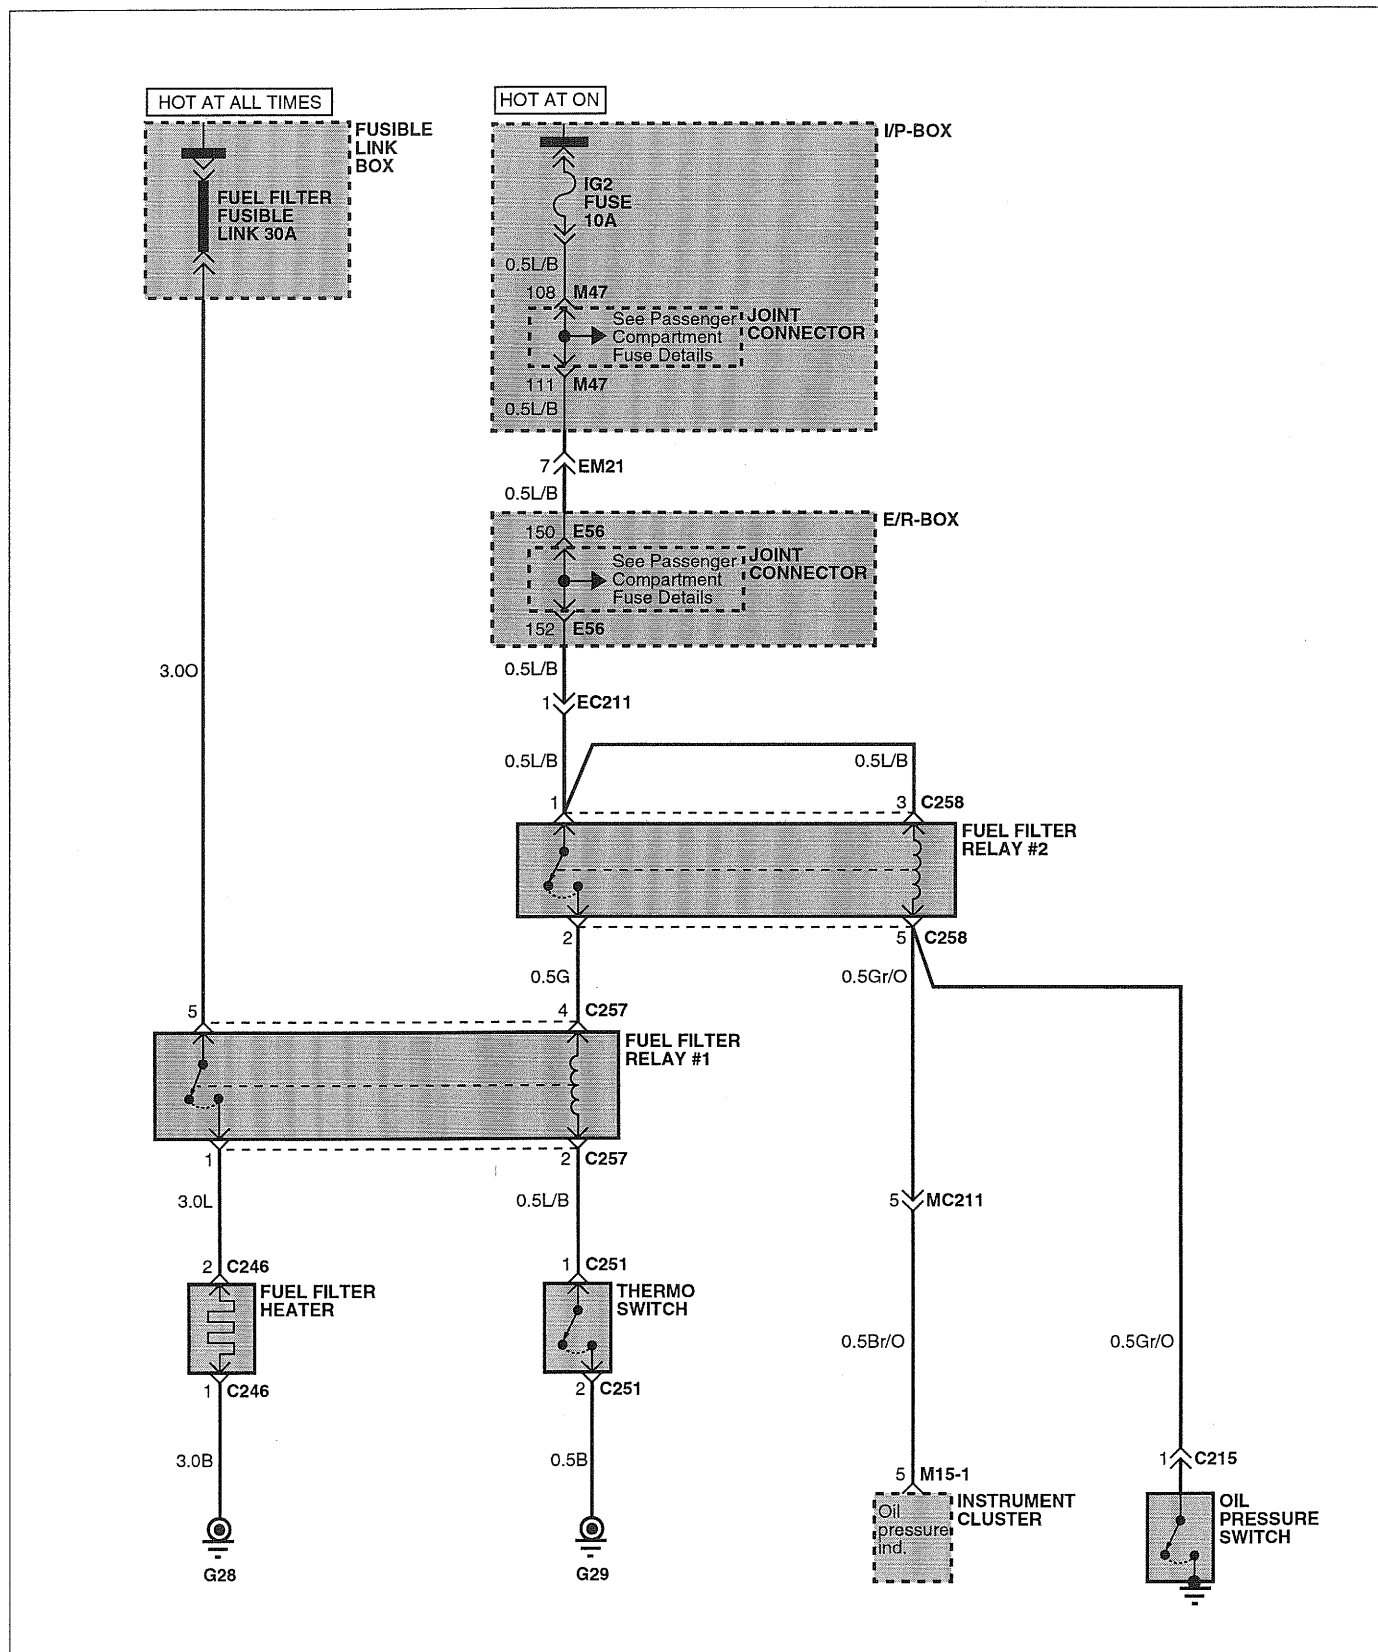 HOT AT ALL TIMES
HOT AT ON
FUSIBLE
LINK
BOX
I/P-BOX
FUEL FILTER
FUSIBLE
LINK 30A
IG2
FUSE
10A
0.5L/B
108 M47
See Passenger
Compartment
Fuse Details
JOINT
CONNECTOR
111 M47
0.5L/B
7 EM21
0.5L/B
E/R-BOX
150 E56
See Passenger
Compartment
Fuse Details
JOINT
CONNECTOR
152 E56
3.0O
0.5L/B
1 EC211
0.5L/B
0.5L/B
1
3 C258
FUEL FILTER
RELAY #2
2
5 C258
0.5G
0.5Gr/O
5
4 C257
FUEL FILTER
RELAY #1
1
2 C257
3.0L
0.5L/B
5 MC211
2 C246
1 C251
FUEL FILTER
HEATER
THERMO
SWITCH
0.5Br/O
0.5Gr/O
1 C246
2 C251
3.0B
0.5B
1 C215
5 M15-1
INSTRUMENT
CLUSTER
Oil
pressure
ind.
OIL
PRESSURE
SWITCH
G28
G29